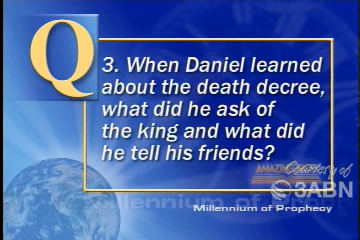 Q
3. When Daniel learned
about the death decree,
what did he ask of
the king and what did
he tell his friends?
Courtesy of
3ABN
Millennium of Prophecy